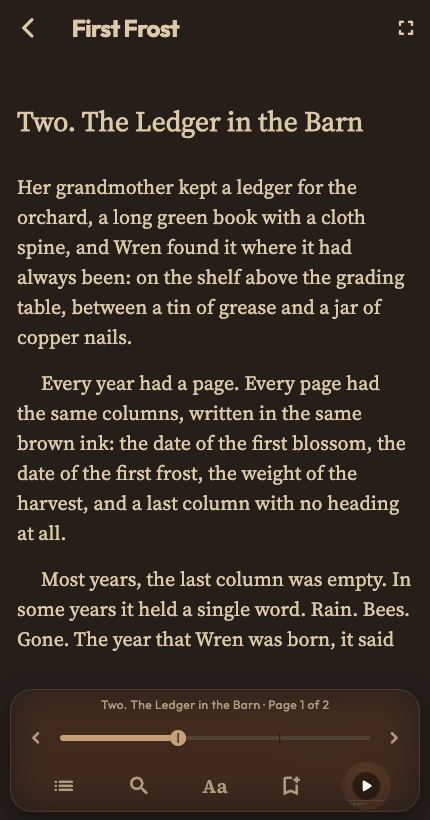 First Frost
Two. The Ledger in the Barn
Her grandmother kept a ledger for the
orchard, a long green book with a cloth
spine, and Wren found it where it had
always been: on the shelf above the grading
table, between a tin of grease and a jar of
copper nails.
Every year had a page. Every page had
the same columns, written in the same
brown ink: the date of the first blossom, the
date of the first frost, the weight of the
harvest, and a last column with no heading
at all.
Most years, the last column was empty. In
some years it held a single word. Rain. Bees.
Gone. The year that Wren was born, it said
Two. The Ledger in the Barn · Page 1 of 2
Aa